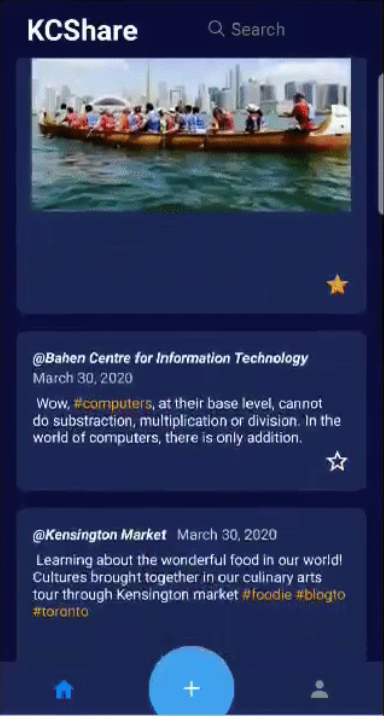 KCShare
Search
@Bahen Centre for Information Technology
March 30, 2020
Wow, #computers, at their base level, cannot
do substraction, multiplication or division. In the
world of computers, there is only addition.
@Kensington Market March 30, 2020
Learning about the wonderful food in our world!
Cultures brought together in our culinary arts
tour through Kensington market #foodie #blogto
#toronto